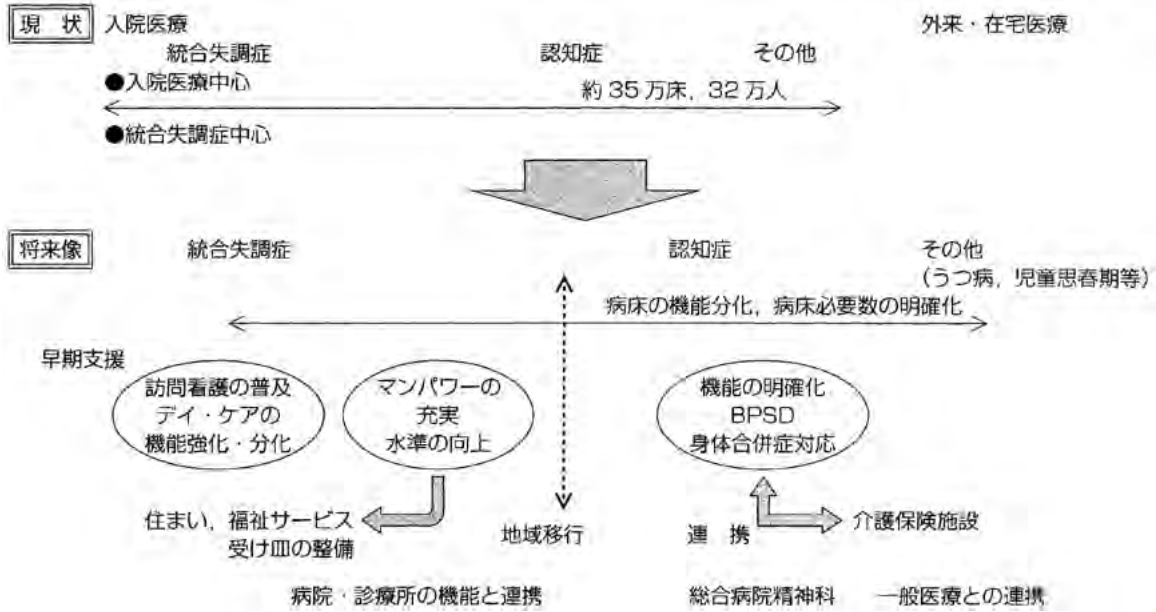 現　状　入院医療　外来・在宅医療
統合失調症　認知症　その他
●入院医療中心　約35万床，32万人
●統合失調症中心
将来像　統合失調症　認知症　その他
（うつ病，児童思春期等）
病床の機能分化，病床必要数の明確化
早期支援
訪問看護の普及
デイ・ケアの
機能強化・分化
マンパワーの
充実
水準の向上
機能の明確化
BPSD
身体合併症対応
住まい，福祉サービス
受け皿の整備
地域移行
連　携
介護保険施設
病院・診療所の機能と連携
総合病院精神科　一般医療との連携